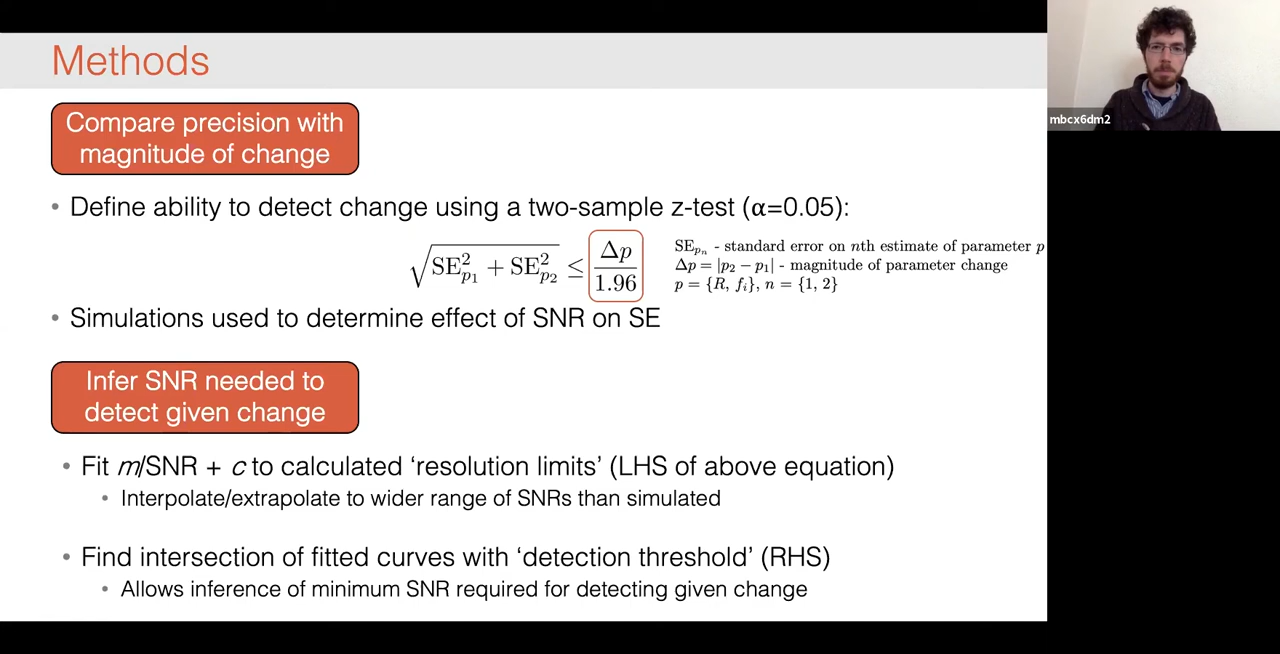 Methods
Compare precision with
magnitude of change
• Define ability to detect change using a two-sample z-test (α=0.05):
√(SE²ₚ₁ + SE²ₚ₂) ≤ Δp/1.96
SEₚₙ - standard error on nth estimate of parameter p
Δp = |p₂ − p₁| - magnitude of parameter change
p = {R, fᵢ}, n = {1, 2}
• Simulations used to determine effect of SNR on SE
Infer SNR needed to
detect given change
• Fit m/SNR + c to calculated ‘resolution limits’ (LHS of above equation)
• Interpolate/extrapolate to wider range of SNRs than simulated
• Find intersection of fitted curves with ‘detection threshold’ (RHS)
• Allows inference of minimum SNR required for detecting given change
mbcx6dm2